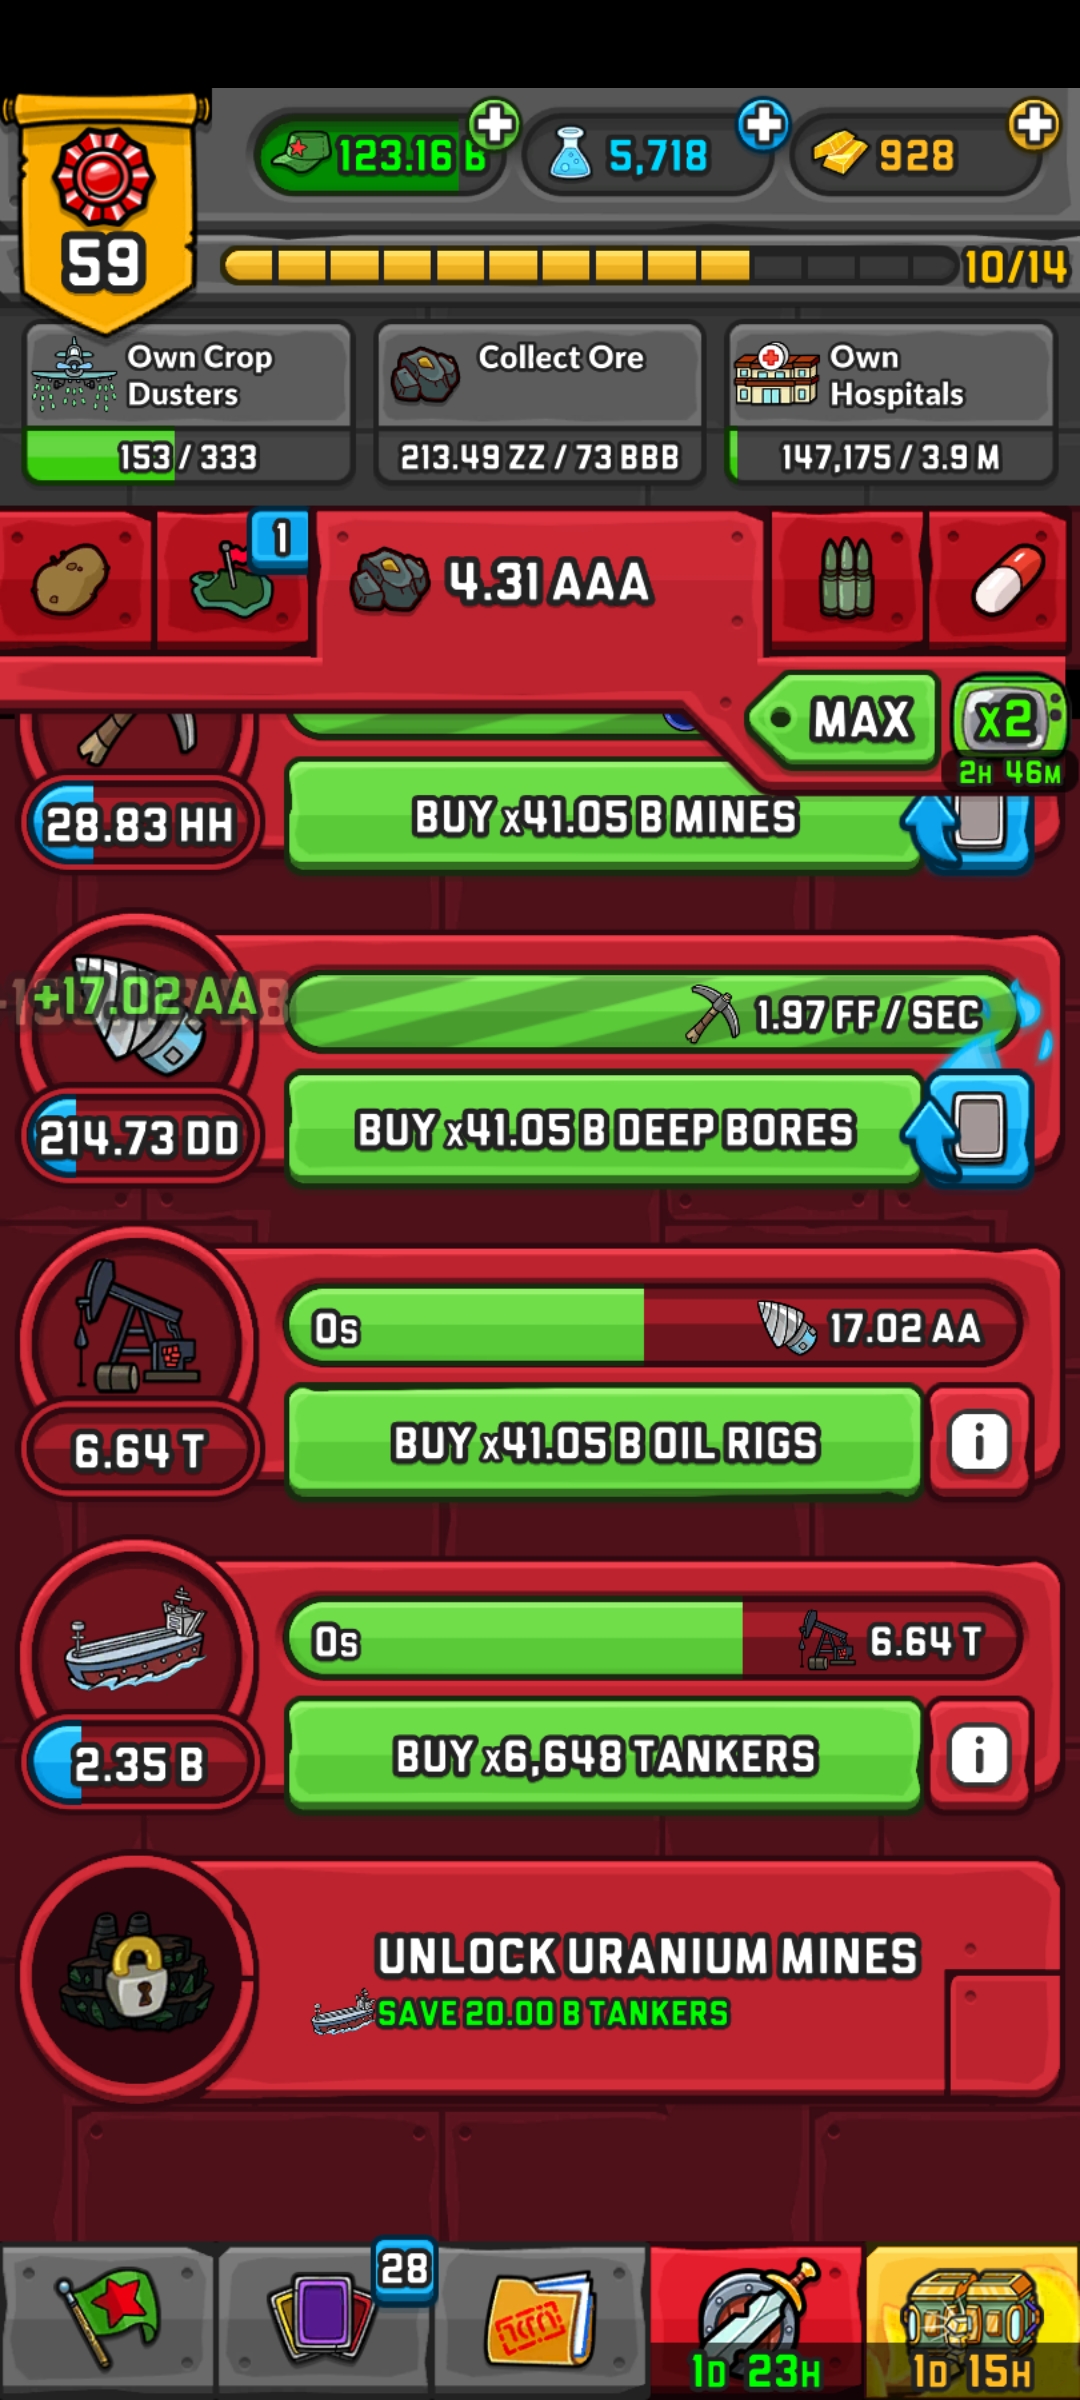 123.16 B
5,718
928
59
10/14
Own Crop
Dusters
153 / 333
Collect Ore
213.49 ZZ / 73 BBB
Own
Hospitals
147,175 / 3.9 M
1
4.31 AAA
MAX
x2
2H 46M
28.83 HH
BUY x41.05 B MINES
+17.02 AA
1.97 FF / SEC
214.73 DD
BUY x41.05 B DEEP BORES
0s
17.02 AA
6.64 T
BUY x41.05 B OIL RIGS
i
0s
6.64 T
2.35 B
BUY x6,648 TANKERS
i
UNLOCK URANIUM MINES
SAVE 20.00 B TANKERS
28
1D 23H
1D 15H